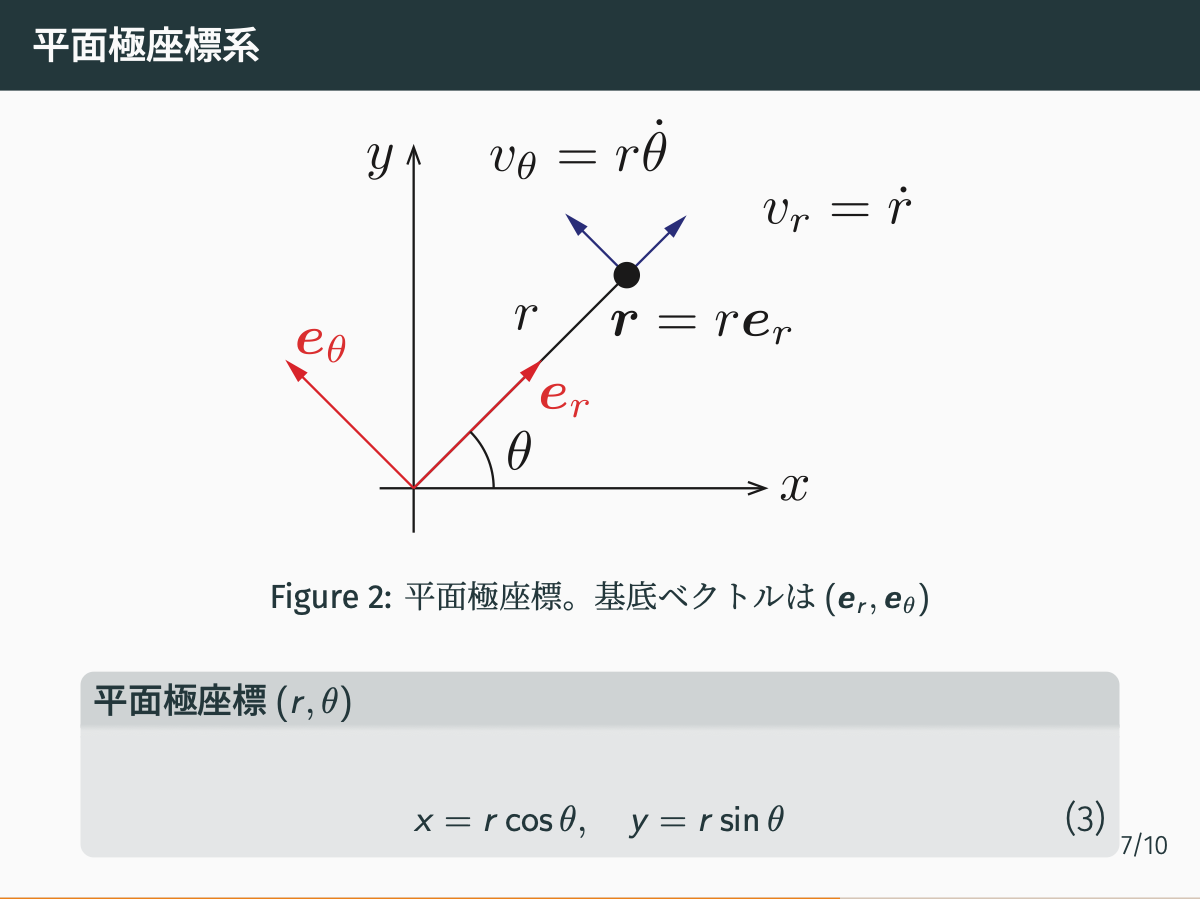 平面極座標系
y
v_θ = rθ̇
v_r = ṙ
r
𝒓 = r𝒆_r
𝒆_θ
𝒆_r
θ
x
Figure 2: 平面極座標。基底ベクトルは (𝒆_r, 𝒆_θ)
平面極座標 (r, θ)
x = r cos θ, y = r sin θ (3)
7/10